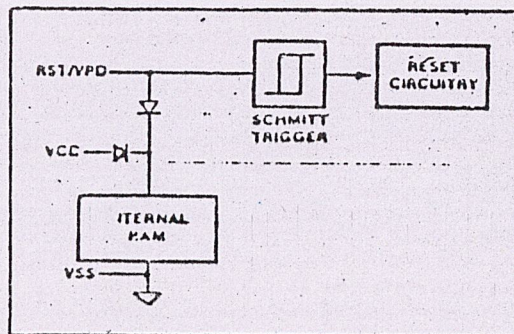 RST/VPD
SCHMITT
TRIGGER
RESET
CIRCUITRY
VCC
ITERNAL
RAM
VSS